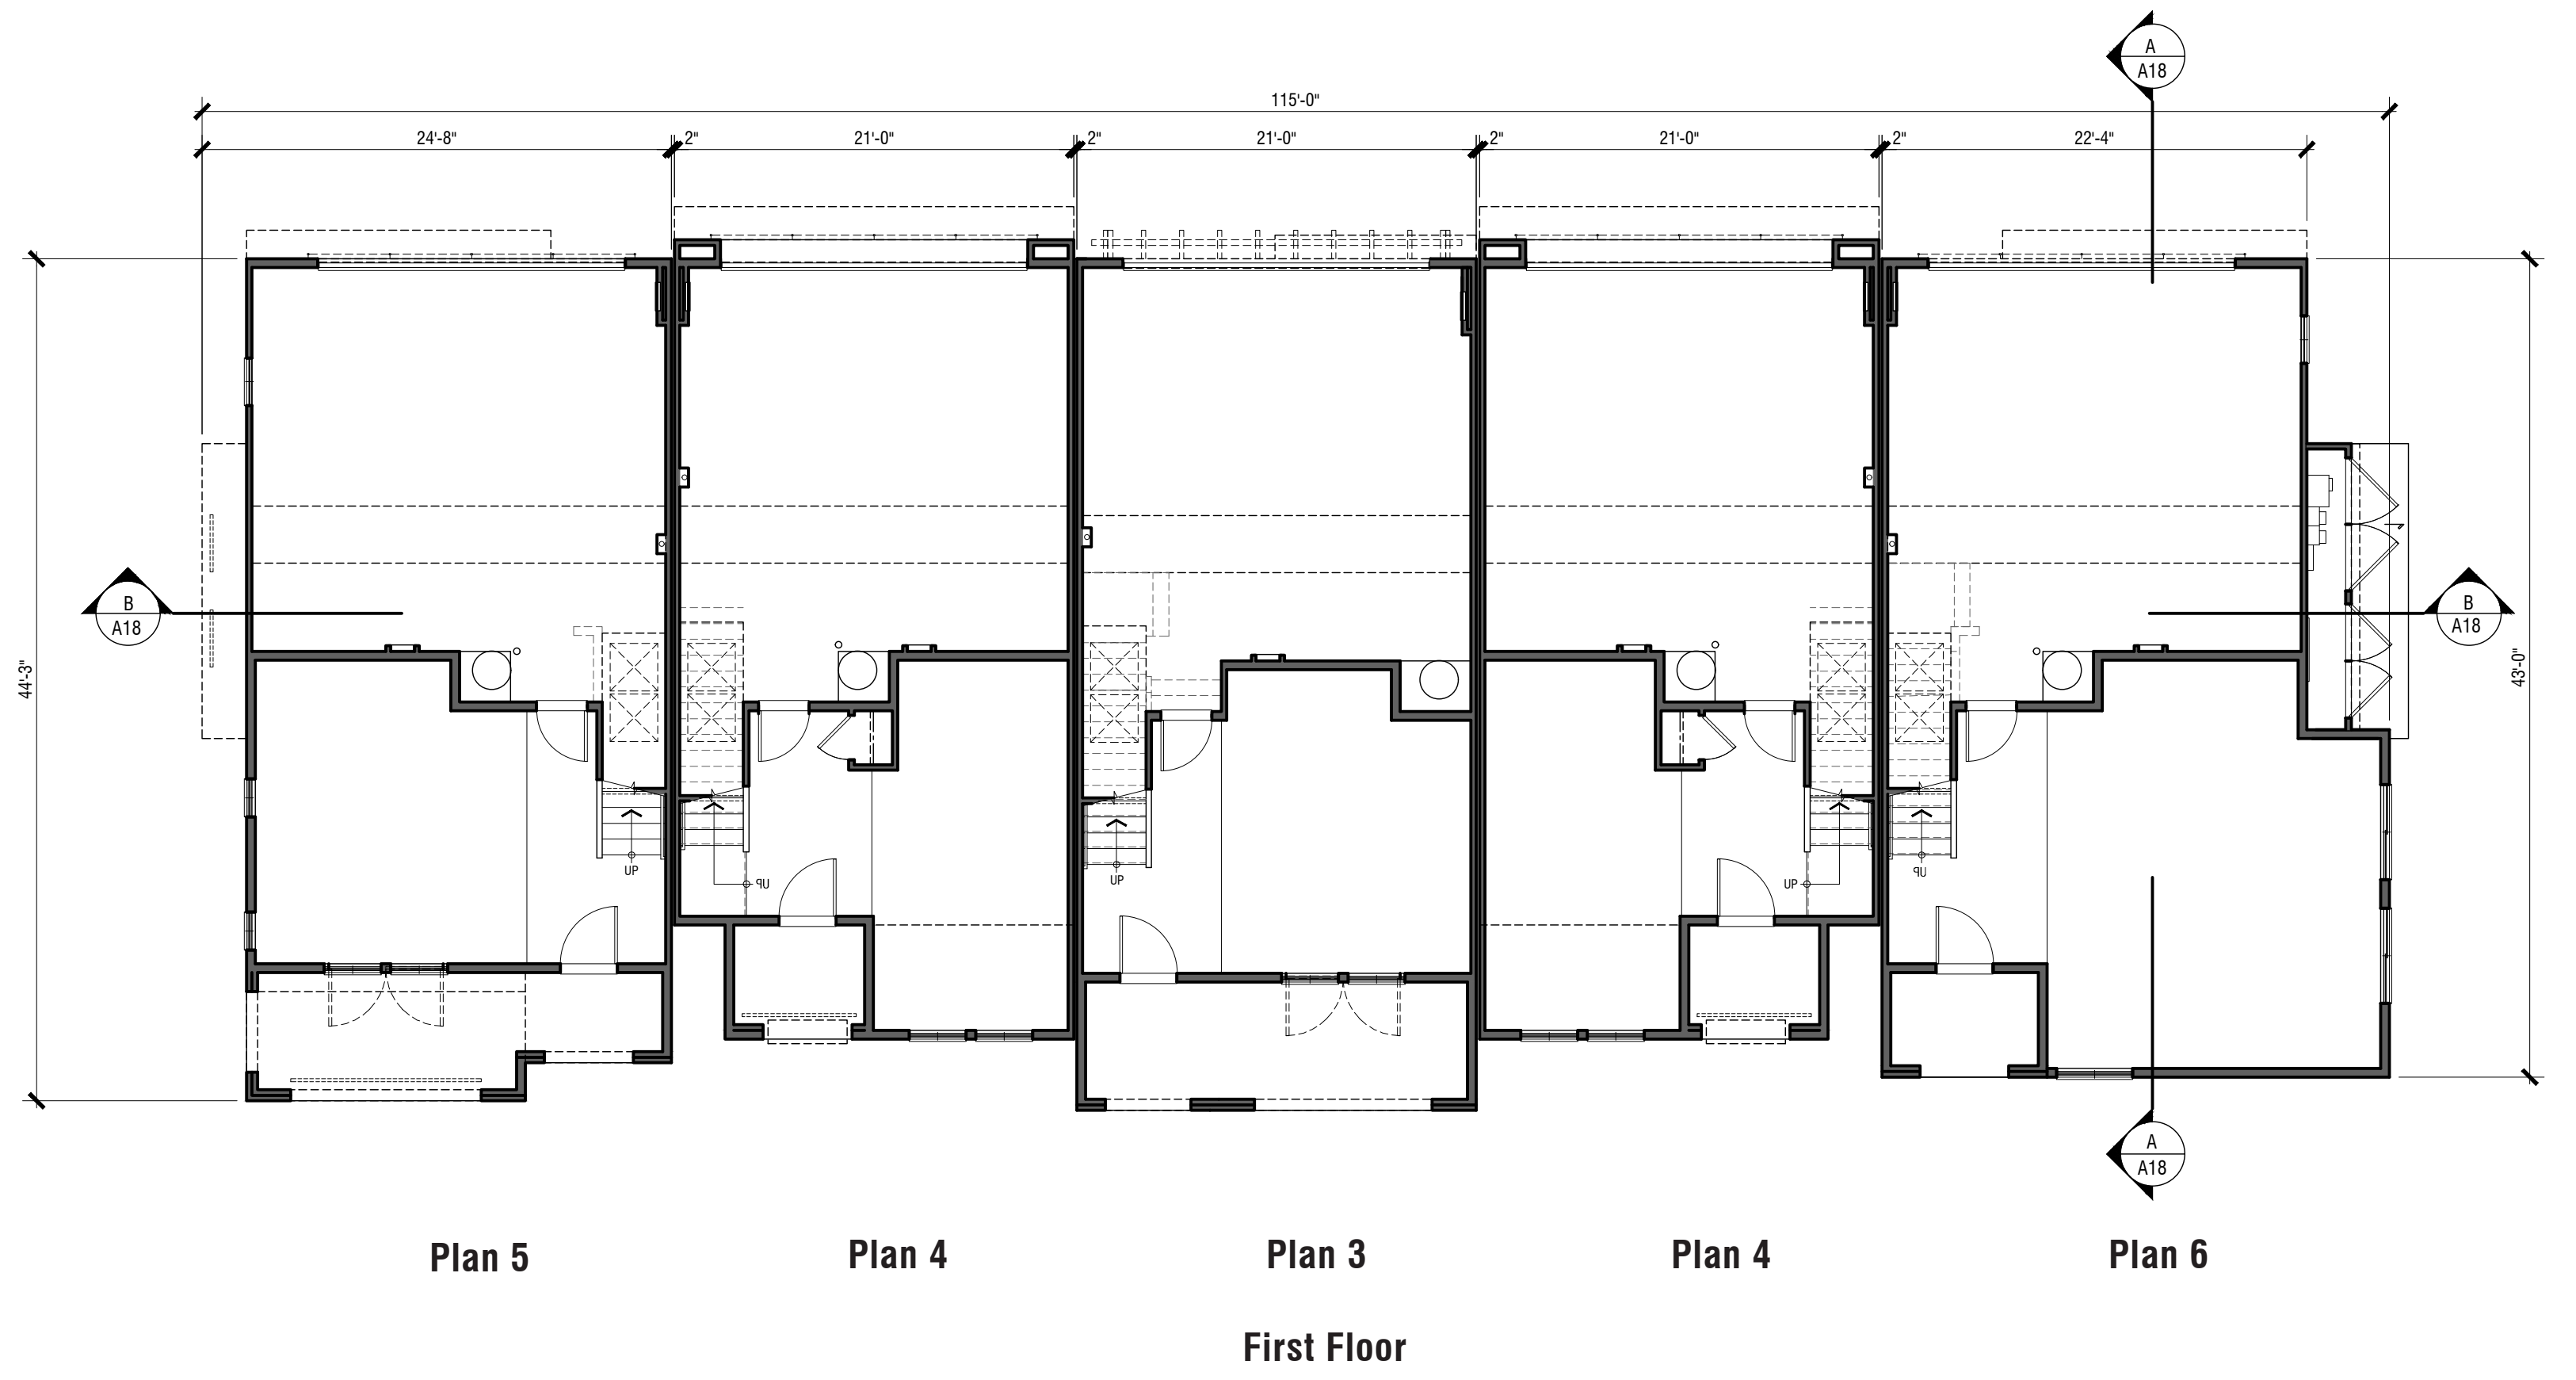 A
A18
115'-0"
24'-8"
2"
21'-0"
2"
21'-0"
2"
21'-0"
2"
22'-4"
B
A18
B
A18
44'-3"
43'-0"
UP
UP
UP
UP
UP
A
A18
Plan 5
Plan 4
Plan 3
Plan 4
Plan 6
First Floor